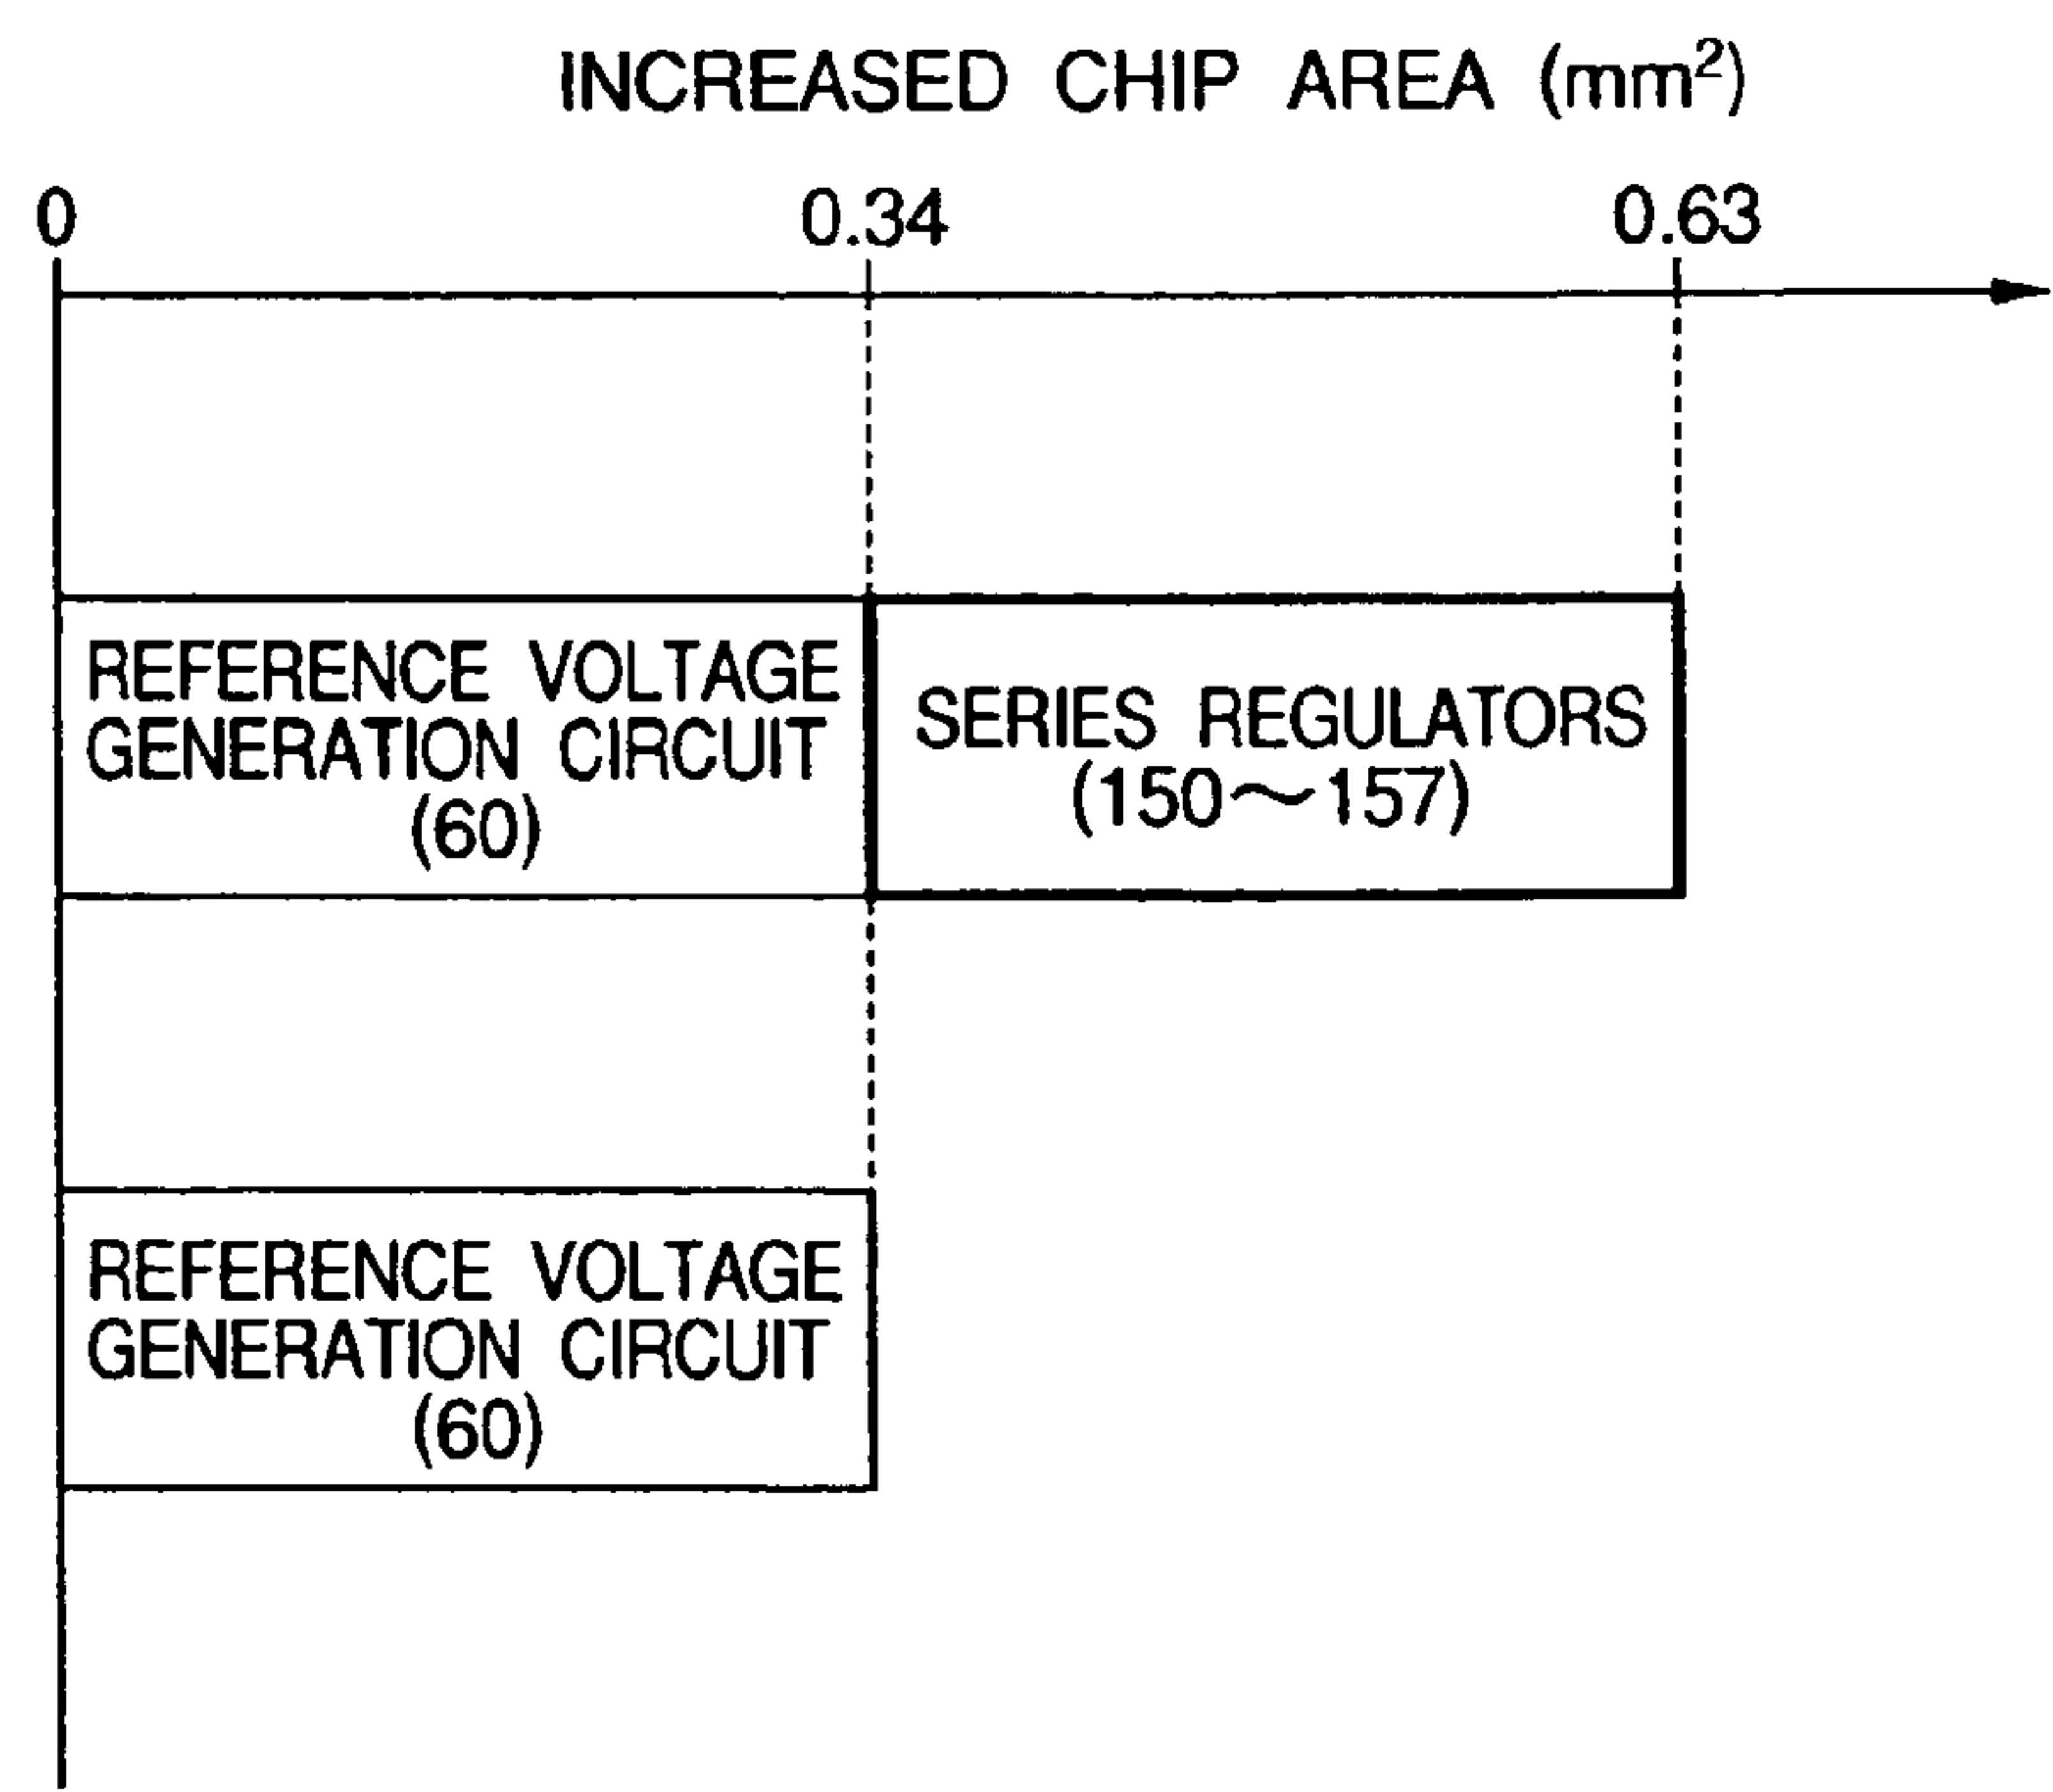 INCREASED CHIP AREA (mm²)
0 0.34 0.63
REFERENCE VOLTAGE
GENERATION CIRCUIT
(60)
SERIES REGULATORS
(150～157)
REFERENCE VOLTAGE
GENERATION CIRCUIT
(60)